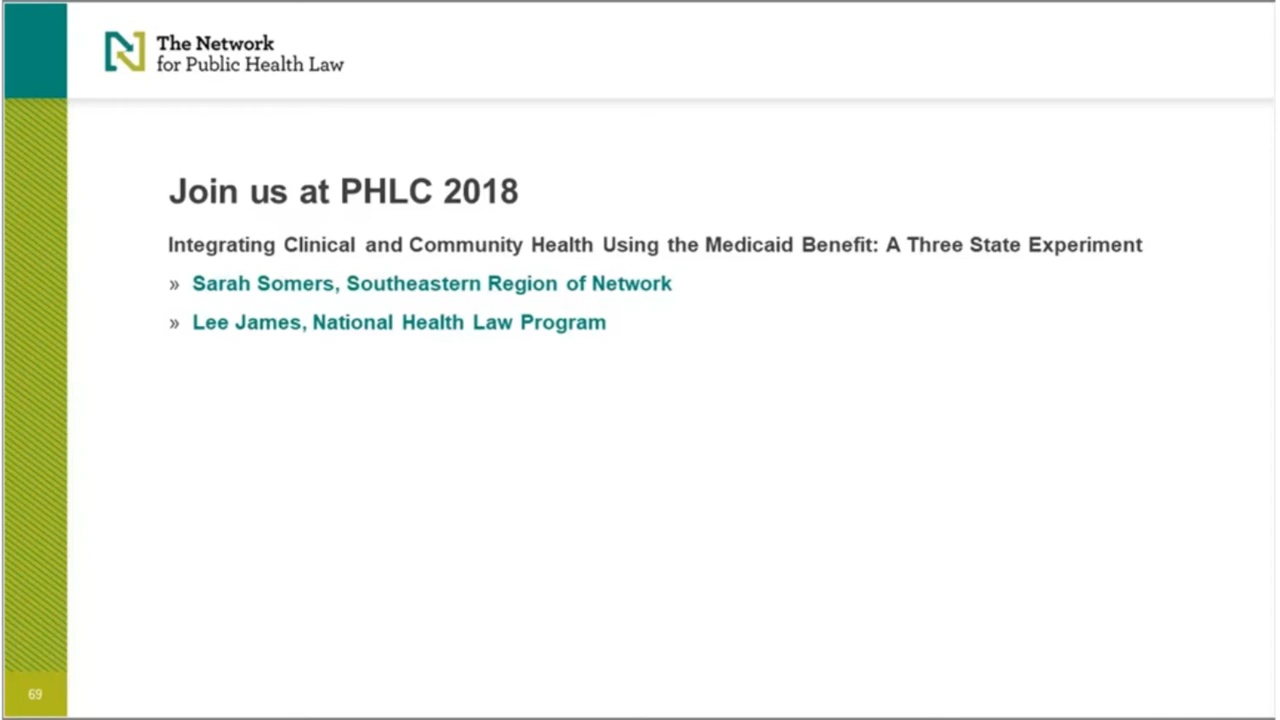 The Network
for Public Health Law
Join us at PHLC 2018
Integrating Clinical and Community Health Using the Medicaid Benefit: A Three State Experiment
» Sarah Somers, Southeastern Region of Network
» Lee James, National Health Law Program
69